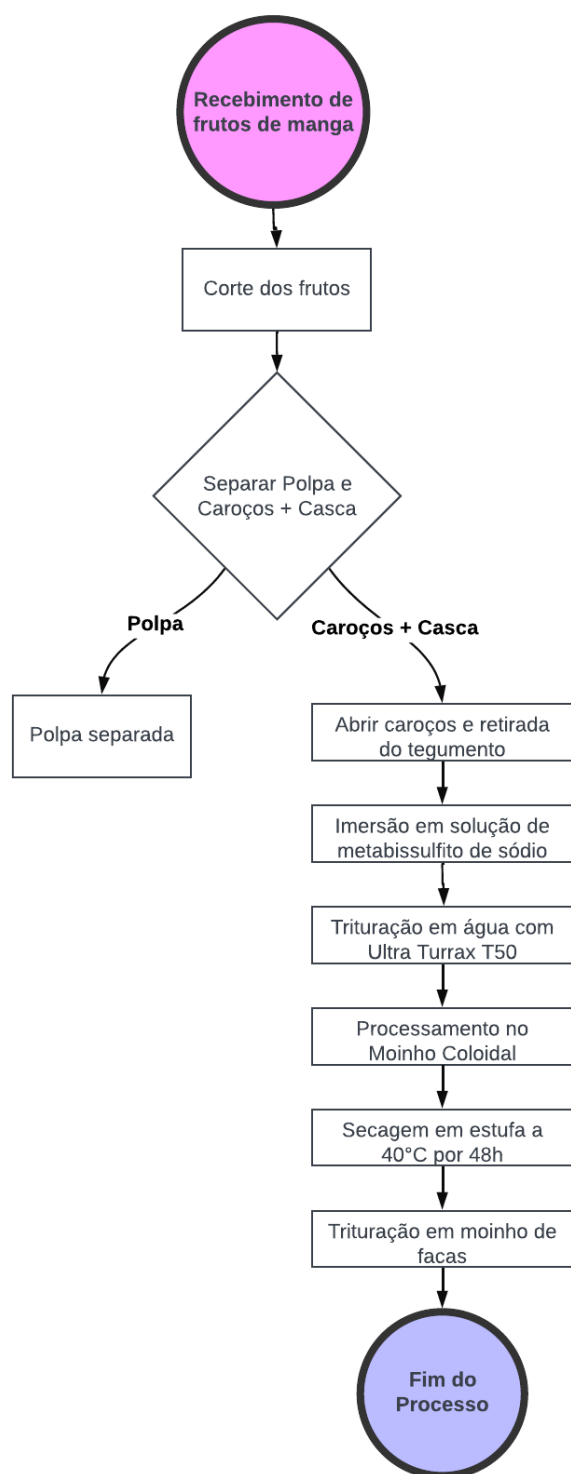 Recebimento de
frutos de manga
Corte dos frutos
Separar Polpa e
Caroços + Casca
Polpa
Caroços + Casca
Polpa separada
Abrir caroços e retirada
do tegumento
Imersão em solução de
metabissulfito de sódio
Trituração em água com
Ultra Turrax T50
Processamento no
Moinho Coloidal
Secagem em estufa a
40°C por 48h
Trituração em moinho de
facas
Fim do
Processo